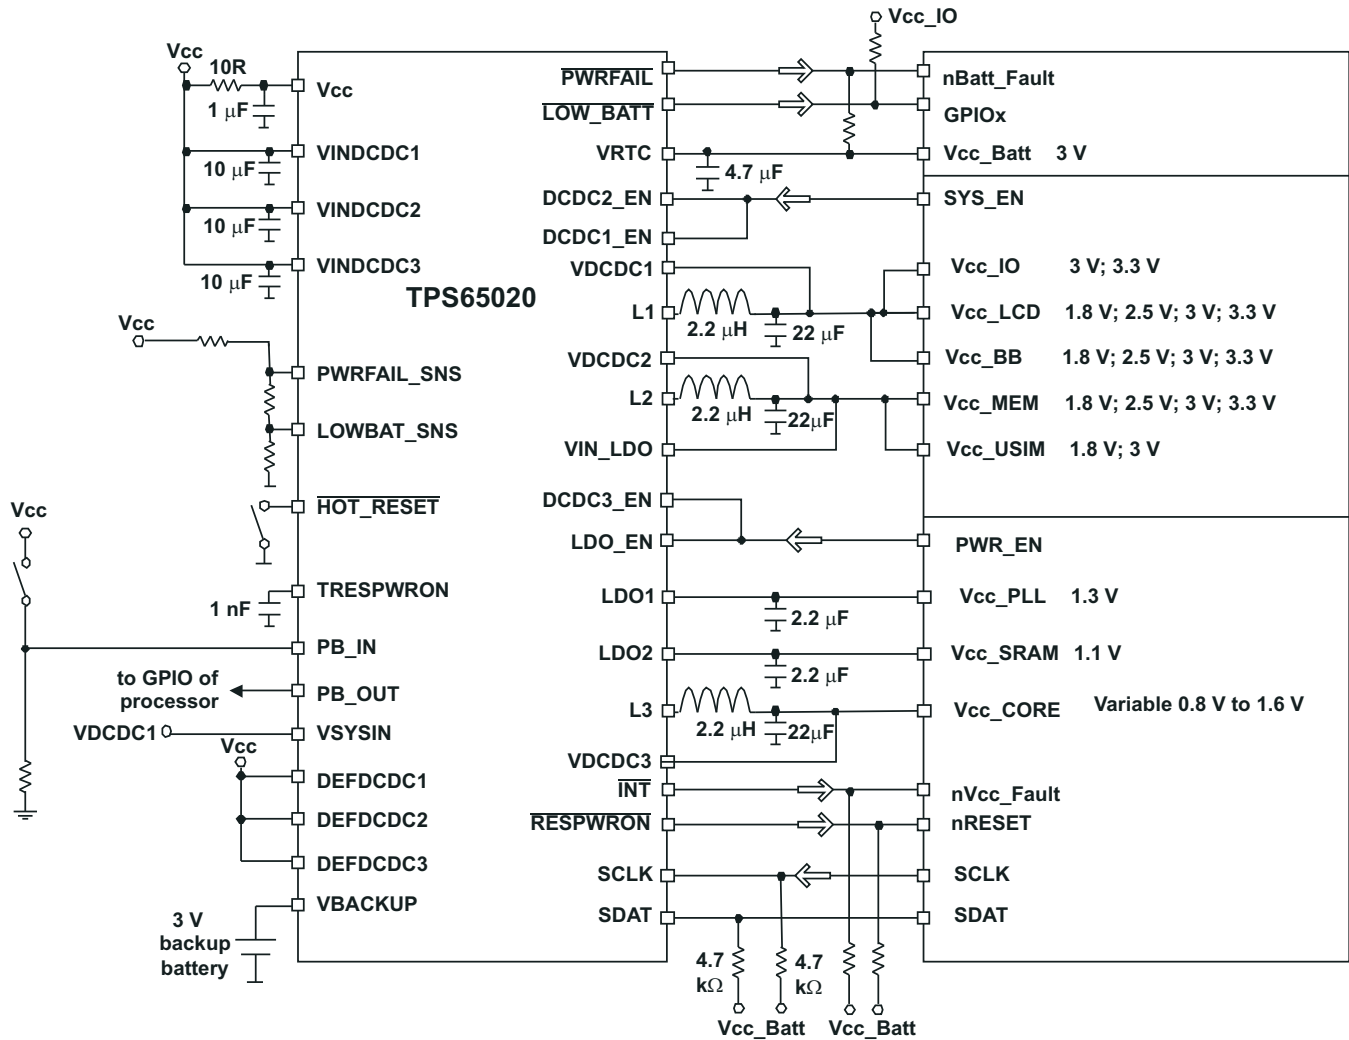 Vcc_IO
Vcc
10R
1 μF
Vcc
10 μF
VINDCDC1
10 μF
VINDCDC2
10 μF
VINDCDC3
TPS65020
Vcc
PWRFAIL_SNS
LOWBAT_SNS
HOT_RESET
Vcc
1 nF
TRESPWRON
PB_IN
to GPIO of
processor
PB_OUT
VDCDC1
VSYSIN
Vcc
DEFDCDC1
DEFDCDC2
DEFDCDC3
3 V
backup
battery
VBACKUP
PWRFAIL
LOW_BATT
VRTC
4.7 μF
DCDC2_EN
DCDC1_EN
VDCDC1
L1
2.2 μH
22 μF
VDCDC2
L2
2.2 μH
22μF
VIN_LDO
DCDC3_EN
LDO_EN
LDO1
2.2 μF
LDO2
2.2 μF
L3
2.2 μH
22μF
VDCDC3
INT
RESPWRON
SCLK
SDAT
4.7
kΩ
4.7
kΩ
Vcc_Batt
Vcc_Batt
nBatt_Fault
GPIOx
Vcc_Batt 3 V
SYS_EN
Vcc_IO 3 V; 3.3 V
Vcc_LCD 1.8 V; 2.5 V; 3 V; 3.3 V
Vcc_BB 1.8 V; 2.5 V; 3 V; 3.3 V
Vcc_MEM 1.8 V; 2.5 V; 3 V; 3.3 V
Vcc_USIM 1.8 V; 3 V
PWR_EN
Vcc_PLL 1.3 V
Vcc_SRAM 1.1 V
Vcc_CORE Variable 0.8 V to 1.6 V
nVcc_Fault
nRESET
SCLK
SDAT